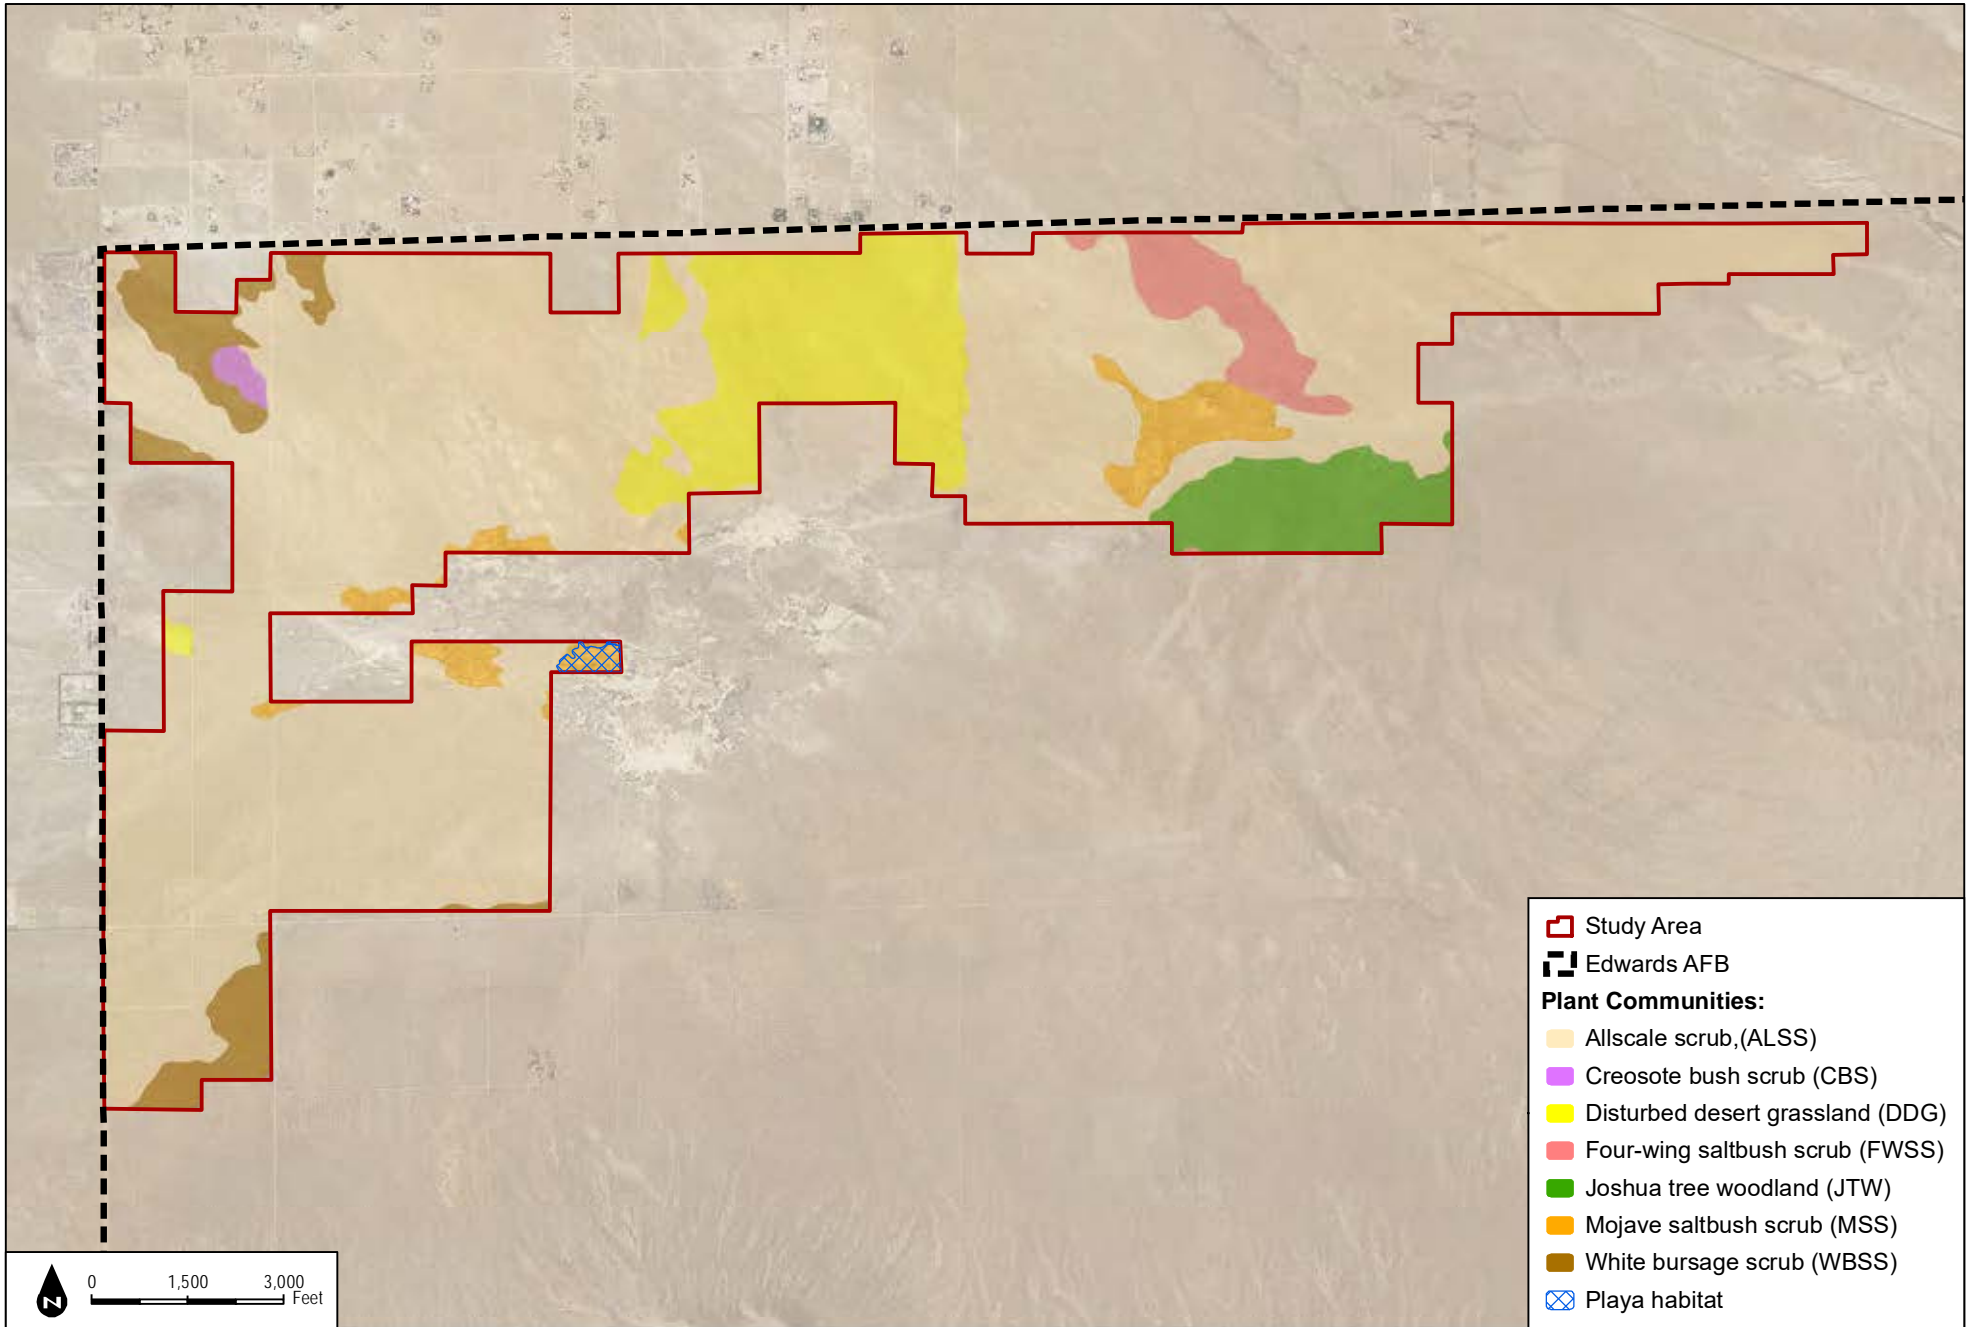 Study Area
Edwards AFB
Plant Communities:
Allscale scrub,(ALSS)
Creosote bush scrub (CBS)
Disturbed desert grassland (DDG)
Four-wing saltbush scrub (FWSS)
Joshua tree woodland (JTW)
Mojave saltbush scrub (MSS)
White bursage scrub (WBSS)
Playa habitat
N
0 1,500 3,000
Feet